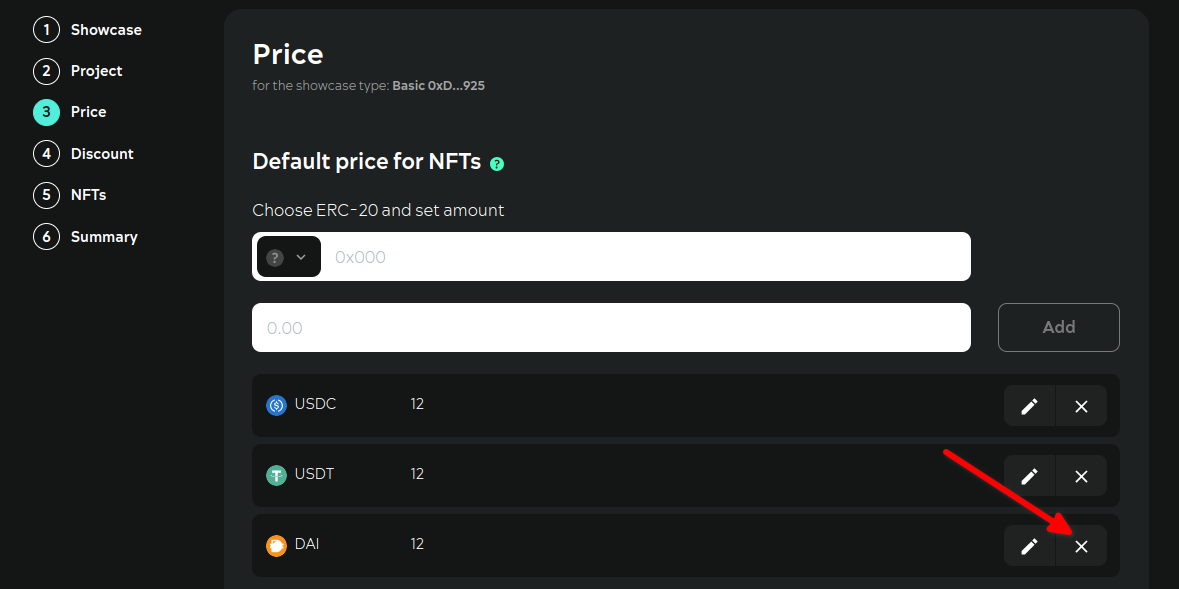 1 Showcase
2 Project
3 Price
4 Discount
5 NFTs
6 Summary
Price
for the showcase type: Basic 0xD...925
Default price for NFTs ?
Choose ERC-20 and set amount
? 0x000
0.00 Add
USDC 12
USDT 12
DAI 12